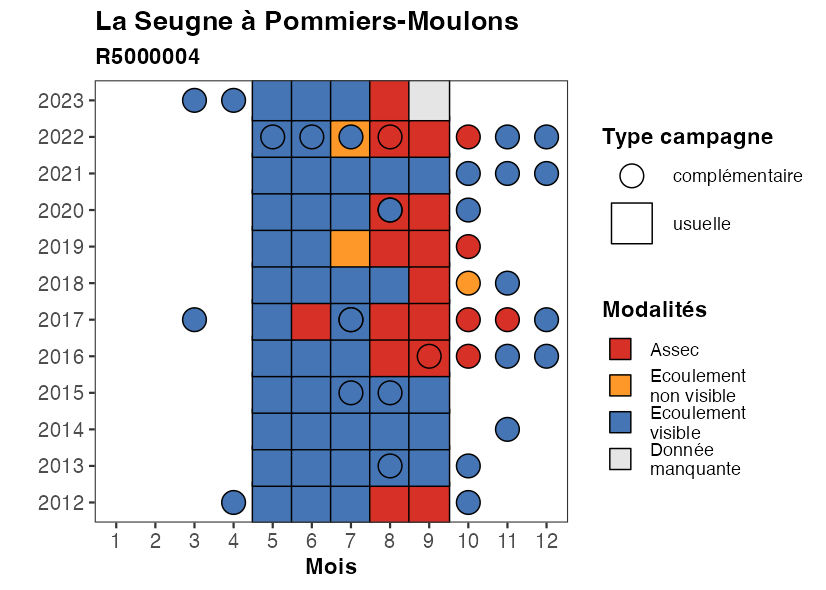 La Seugne à Pommiers-Moulons
R5000004
2023
2022
2021
2020
2019
2018
2017
2016
2015
2014
2013
2012
1 2 3 4 5 6 7 8 9 10 11 12
Mois
Type campagne
complémentaire
usuelle
Modalités
Assec
Ecoulement
non visible
Ecoulement
visible
Donnée
manquante